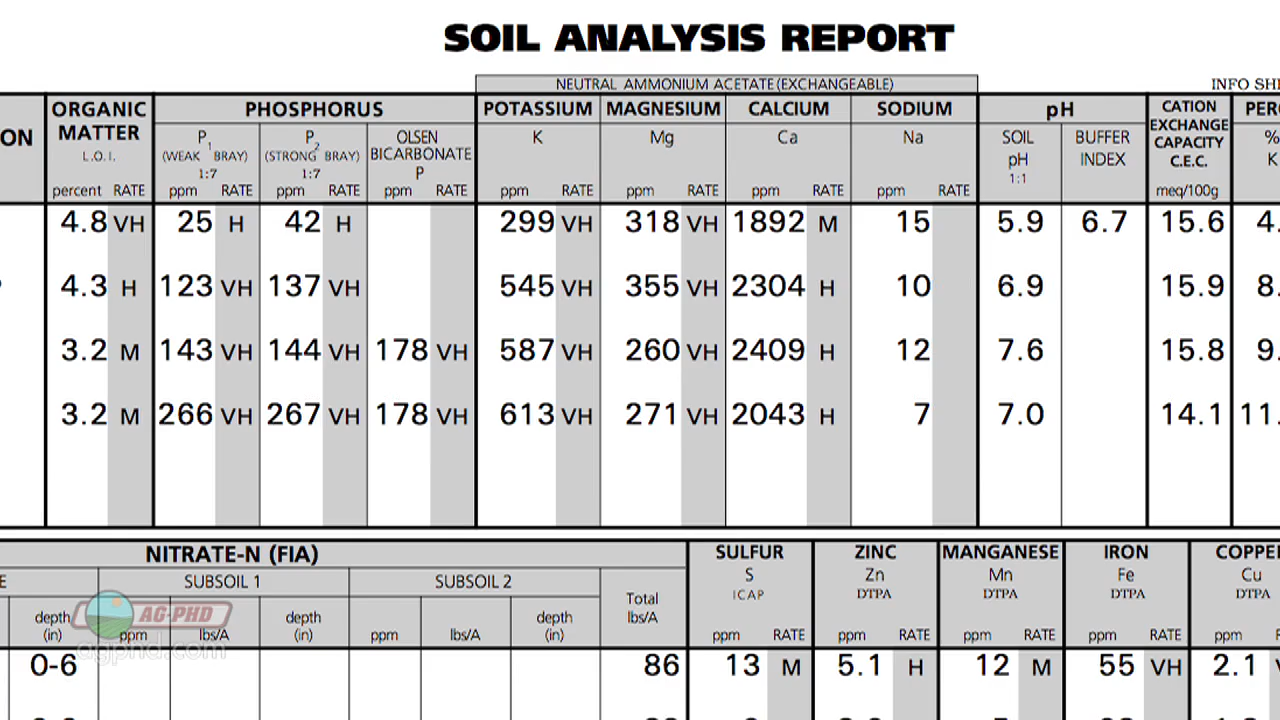 SOIL ANALYSIS REPORT
NEUTRAL AMMONIUM ACETATE (EXCHANGEABLE)
INFO SHE
ON ORGANIC MATTER L.O.I. percent RATE
PHOSPHORUS
P1 (WEAK BRAY) 1:7 ppm RATE
P2 (STRONG BRAY) 1:7 ppm RATE
OLSEN BICARBONATE P ppm RATE
POTASSIUM K ppm RATE
MAGNESIUM Mg ppm RATE
CALCIUM Ca ppm RATE
SODIUM Na ppm RATE
pH
SOIL pH 1:1
BUFFER INDEX
CATION EXCHANGE CAPACITY C.E.C. meq/100g
PERC
% K
4.8 VH 25 H 42 H 299 VH 318 VH 1892 M 15 5.9 6.7 15.6 4.
4.3 H 123 VH 137 VH 545 VH 355 VH 2304 H 10 6.9 15.9 8.
3.2 M 143 VH 144 VH 178 VH 587 VH 260 VH 2409 H 12 7.6 15.8 9.
3.2 M 266 VH 267 VH 178 VH 613 VH 271 VH 2043 H 7 7.0 14.1 11.
NITRATE-N (FIA)
E SUBSOIL 1 SUBSOIL 2
depth (in) ppm lbs/A depth (in) ppm lbs/A depth (in)
Total lbs/A
SULFUR S ICAP ppm RATE
ZINC Zn DTPA ppm RATE
MANGANESE Mn DTPA ppm RATE
IRON Fe DTPA ppm RATE
COPPE Cu DTPA ppm
AG-PHD
agphd.com
0-6 86 13 M 5.1 H 12 M 55 VH 2.1